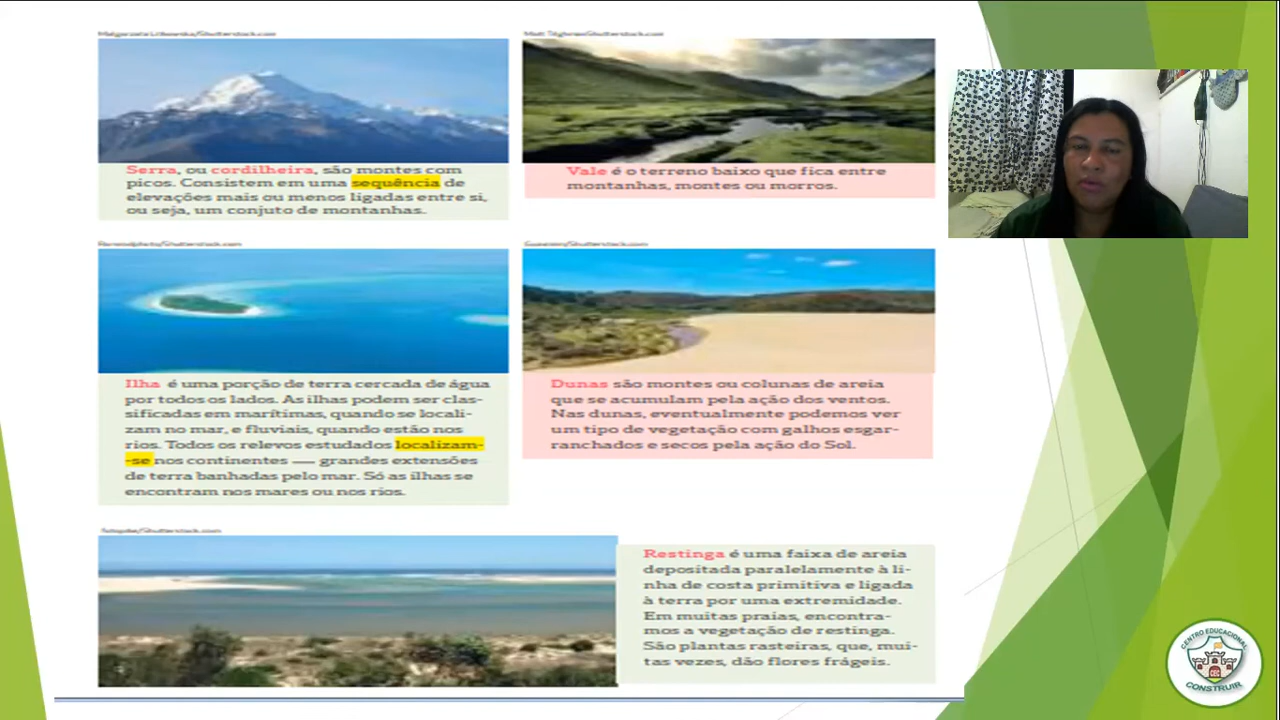 Serra, ou cordilheira, são montes com
picos. Consistem em uma sequência de
elevações mais ou menos ligadas entre si,
ou seja, um conjuto de montanhas.
Vale é o terreno baixo que fica entre
montanhas, montes ou morros.
Ilha é uma porção de terra cercada de água
por todos os lados. As ilhas podem ser clas-
sificadas em marítimas, quando se locali-
zam no mar, e fluviais, quando estão nos
rios. Todos os relevos estudados localizam-
-se nos continentes — grandes extensões
de terra banhadas pelo mar. Só as ilhas se
encontram nos mares ou nos rios.
Dunas são montes ou colunas de areia
que se acumulam pela ação dos ventos.
Nas dunas, eventualmente podemos ver
um tipo de vegetação com galhos esgar-
ranchados e secos pela ação do Sol.
Restinga é uma faixa de areia
depositada paralelamente à li-
nha de costa primitiva e ligada
à terra por uma extremidade.
Em muitas praias, encontra-
mos a vegetação de restinga.
São plantas rasteiras, que, mui-
tas vezes, dão flores frágeis.
CENTRO EDUCACIONAL
CEC
CONSTRUIR